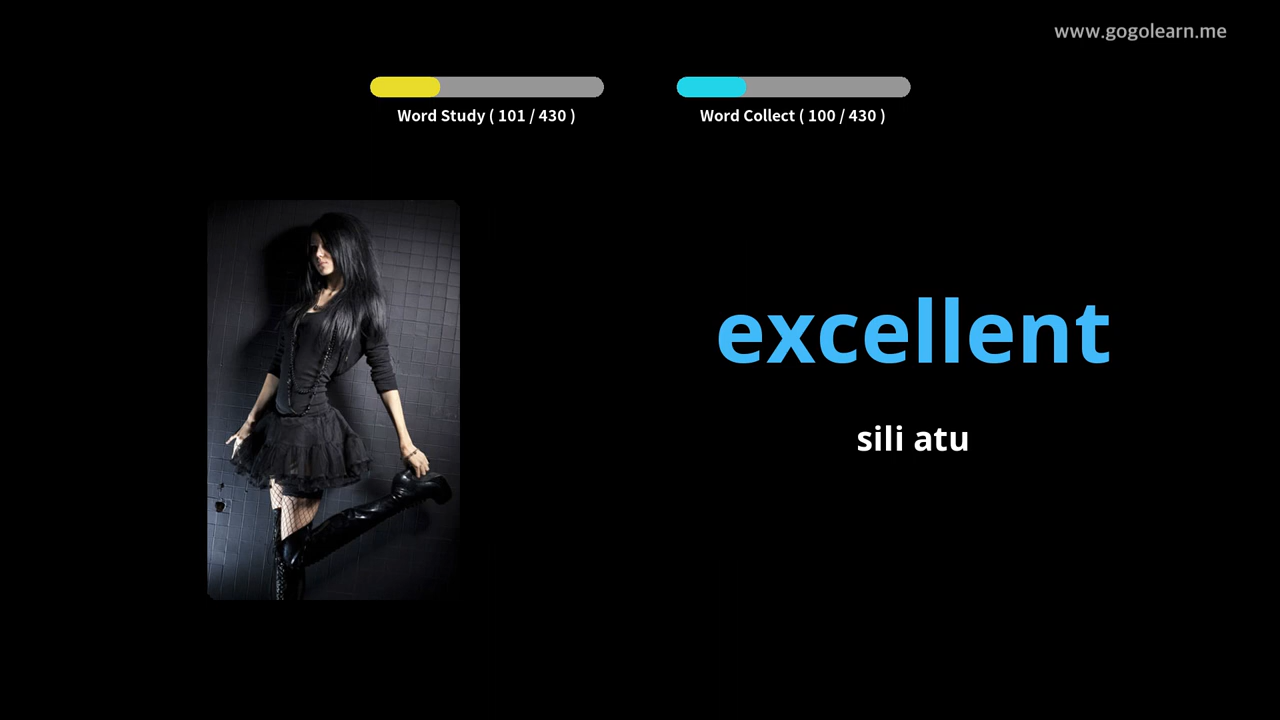 www.gogolearn.me
Word Study ( 101 / 430 )
Word Collect ( 100 / 430 )
excellent
sili atu